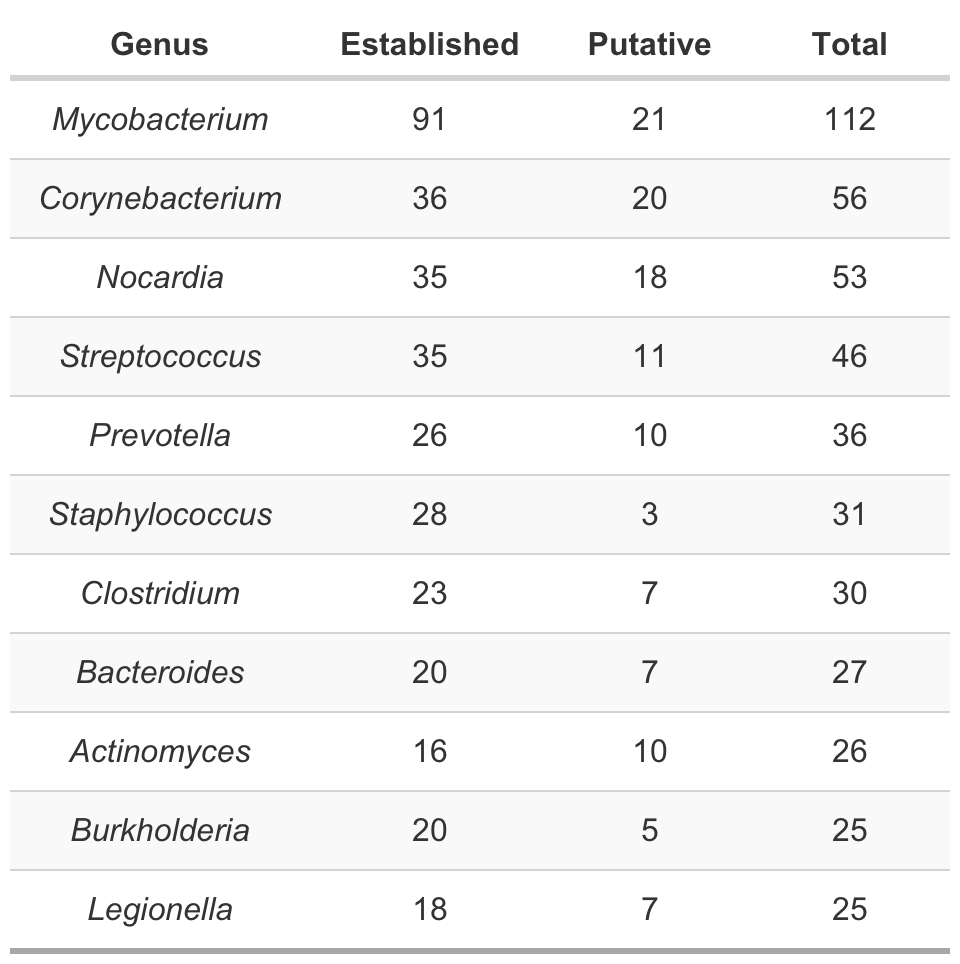 Genus Established Putative Total
Mycobacterium 91 21 112
Corynebacterium 36 20 56
Nocardia 35 18 53
Streptococcus 35 11 46
Prevotella 26 10 36
Staphylococcus 28 3 31
Clostridium 23 7 30
Bacteroides 20 7 27
Actinomyces 16 10 26
Burkholderia 20 5 25
Legionella 18 7 25